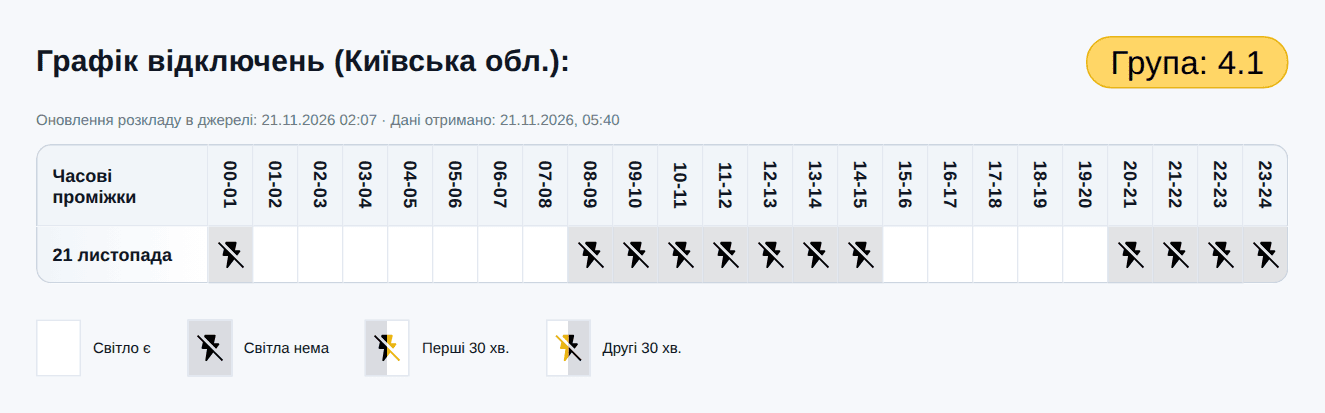 Графік відключень (Київська обл.):
Група: 4.1
Оновлення розкладу в джерелі: 21.11.2026 02:07 · Дані отримано: 21.11.2026, 05:40
Часові
проміжки
00-01
01-02
02-03
03-04
04-05
05-06
06-07
07-08
08-09
09-10
10-11
11-12
12-13
13-14
14-15
15-16
16-17
17-18
18-19
19-20
20-21
21-22
22-23
23-24
21 листопада
Світло є
Світла нема
Перші 30 хв.
Другі 30 хв.